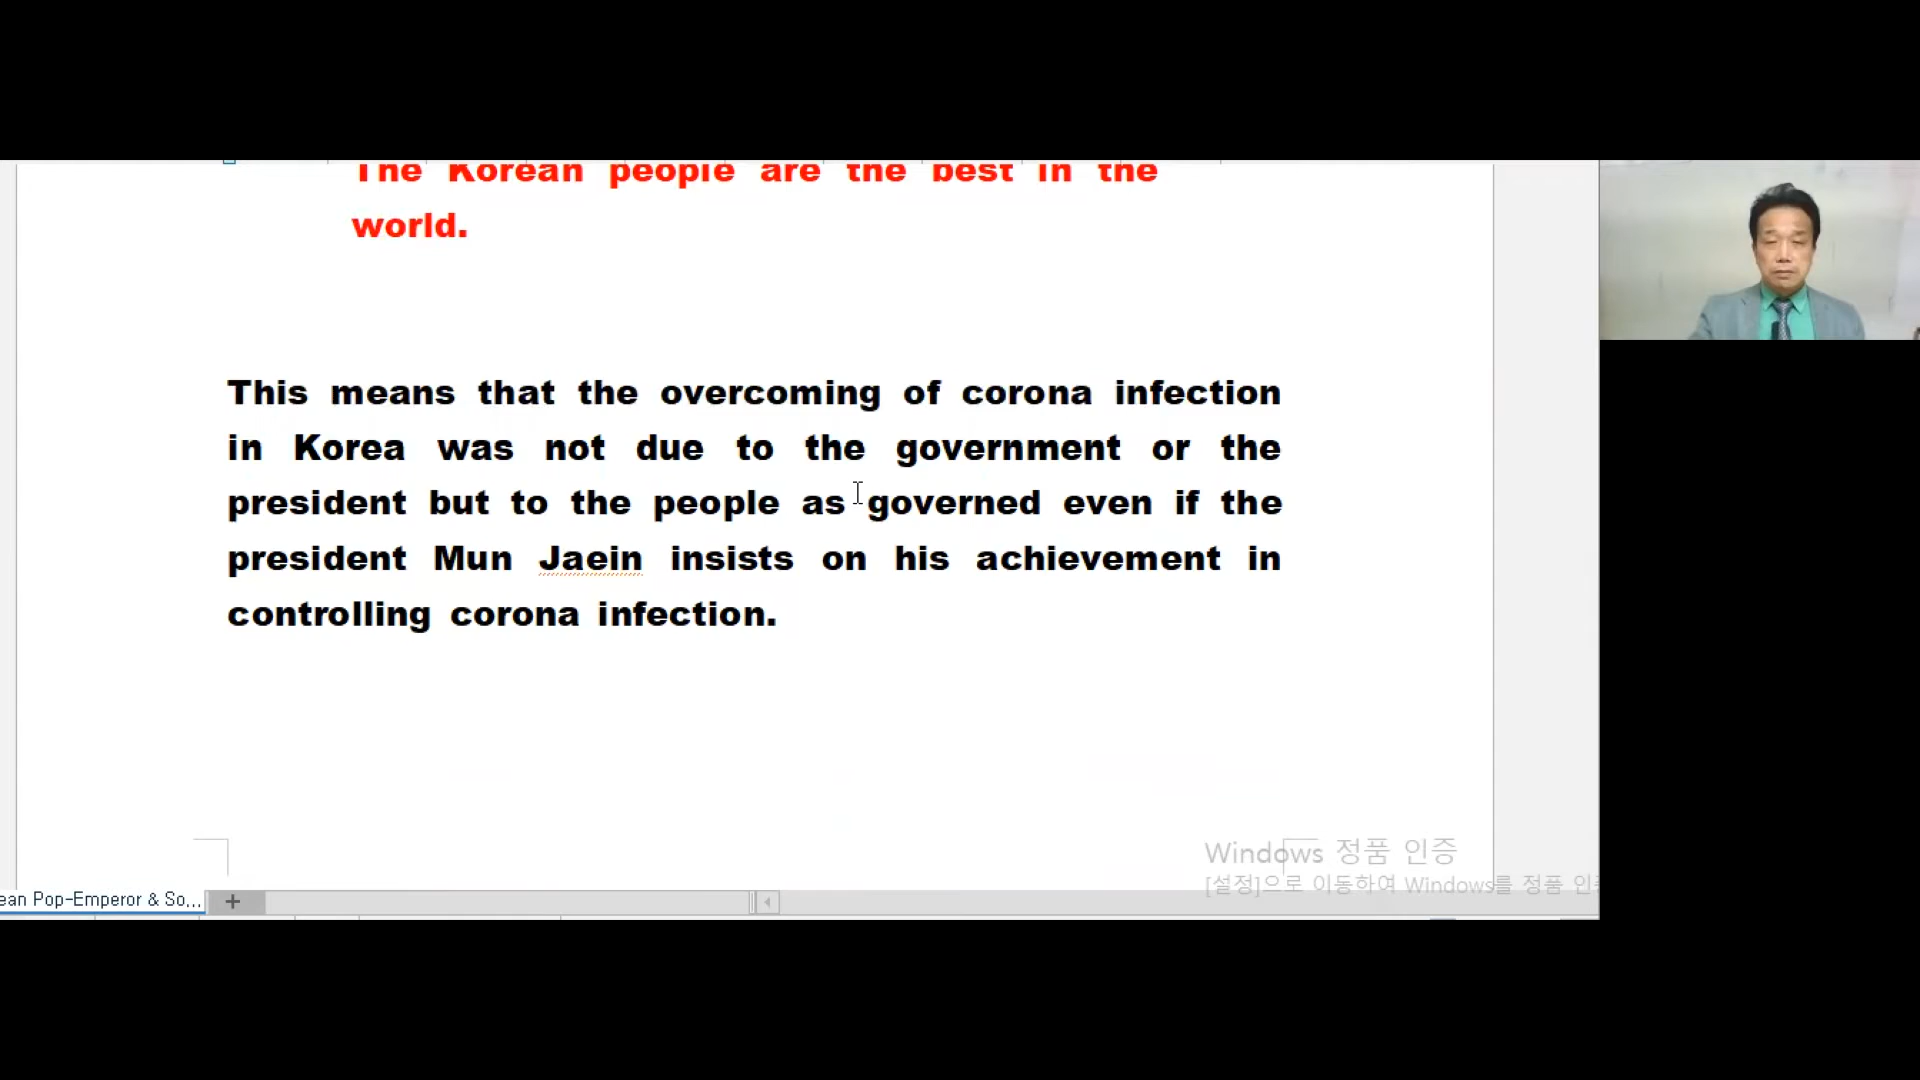 The Korean people are the best in the
world.
This means that the overcoming of corona infection
in Korea was not due to the government or the
president but to the people as governed even if the
president Mun Jaein insists on his achievement in
controlling corona infection.
Windows 정품 인증
[설정]으로 이동하여 Windows를 정품
ean Pop-Emperor & So...